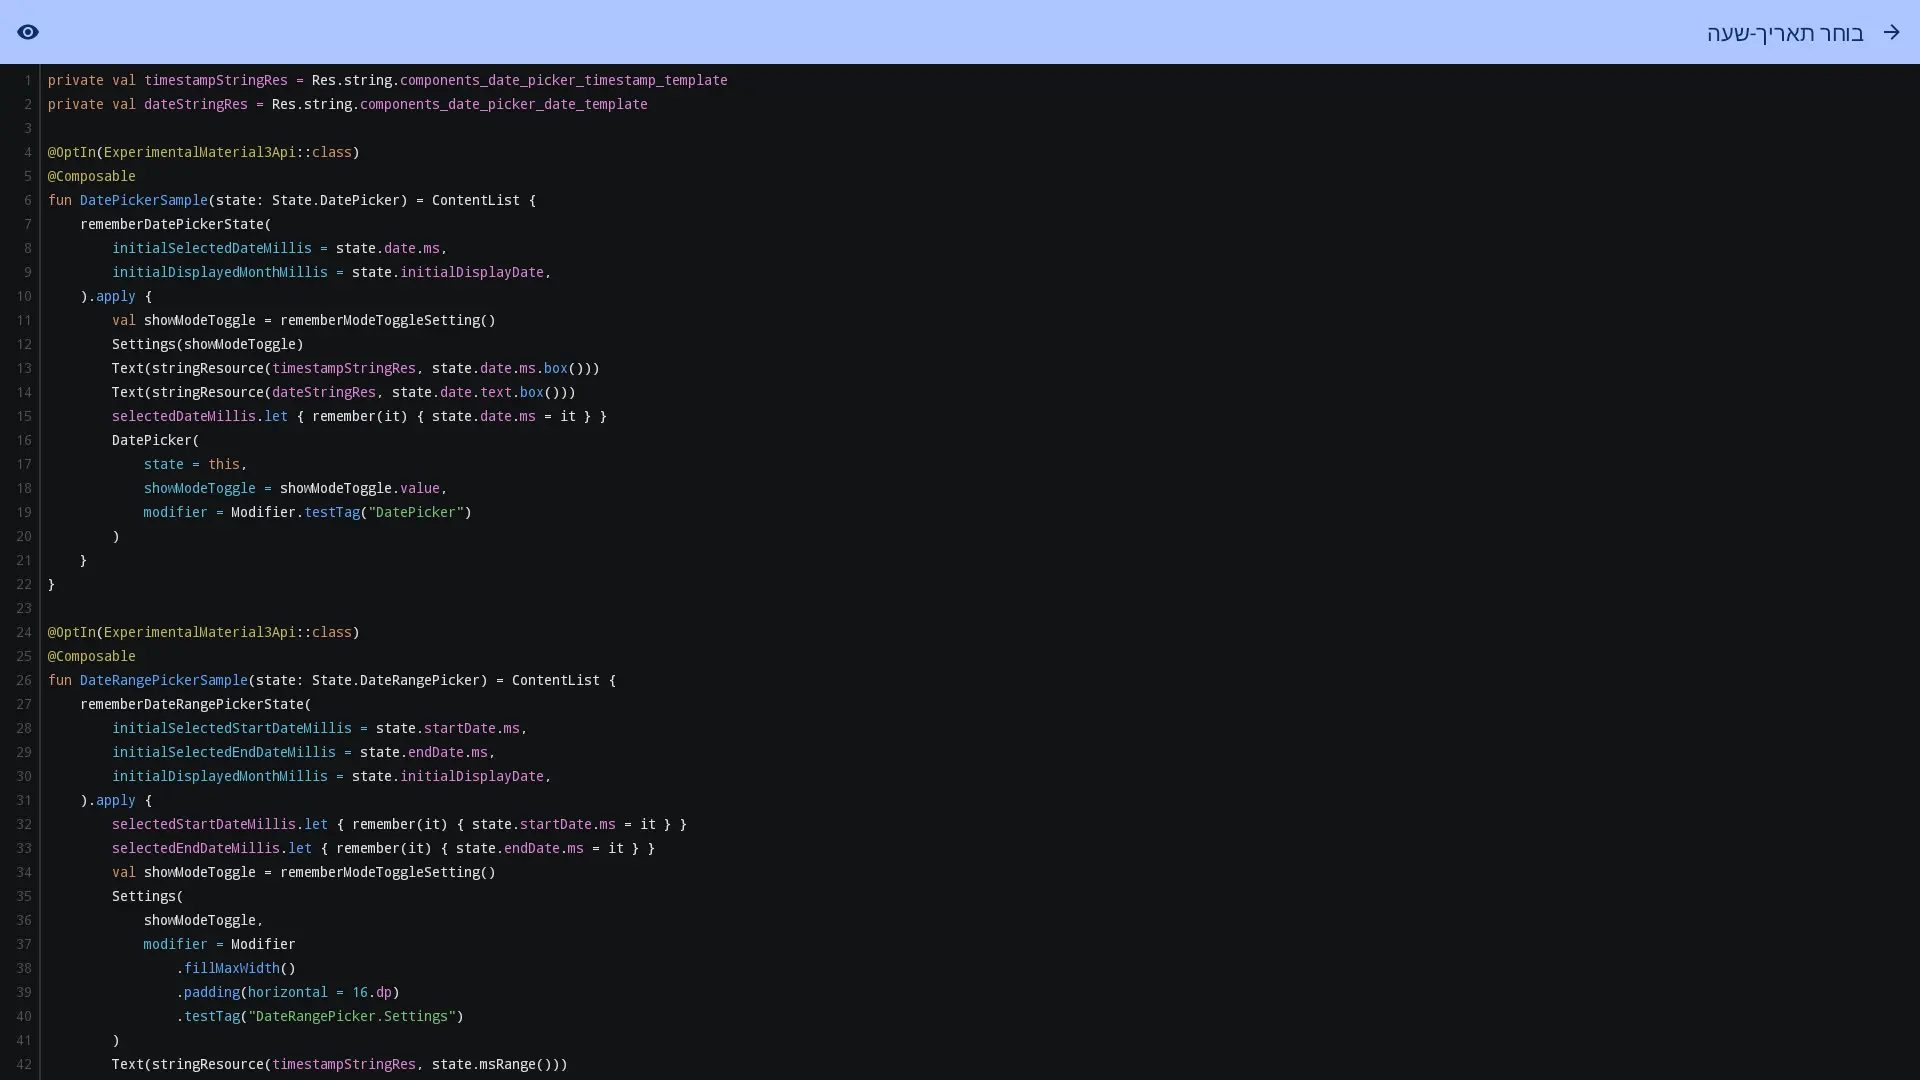 בוחר תאריך-שעה
1 private val timestampStringRes = Res.string.components_date_picker_timestamp_template
2 private val dateStringRes = Res.string.components_date_picker_date_template
3
4 @OptIn(ExperimentalMaterial3Api::class)
5 @Composable
6 fun DatePickerSample(state: State.DatePicker) = ContentList {
7     rememberDatePickerState(
8         initialSelectedDateMillis = state.date.ms,
9         initialDisplayedMonthMillis = state.initialDisplayDate,
10     ).apply {
11         val showModeToggle = rememberModeToggleSetting()
12         Settings(showModeToggle)
13         Text(stringResource(timestampStringRes, state.date.ms.box()))
14         Text(stringResource(dateStringRes, state.date.text.box()))
15         selectedDateMillis.let { remember(it) { state.date.ms = it } }
16         DatePicker(
17             state = this,
18             showModeToggle = showModeToggle.value,
19             modifier = Modifier.testTag("DatePicker")
20         )
21     }
22 }
23
24 @OptIn(ExperimentalMaterial3Api::class)
25 @Composable
26 fun DateRangePickerSample(state: State.DateRangePicker) = ContentList {
27     rememberDateRangePickerState(
28         initialSelectedStartDateMillis = state.startDate.ms,
29         initialSelectedEndDateMillis = state.endDate.ms,
30         initialDisplayedMonthMillis = state.initialDisplayDate,
31     ).apply {
32         selectedStartDateMillis.let { remember(it) { state.startDate.ms = it } }
33         selectedEndDateMillis.let { remember(it) { state.endDate.ms = it } }
34         val showModeToggle = rememberModeToggleSetting()
35         Settings(
36             showModeToggle,
37             modifier = Modifier
38                 .fillMaxWidth()
39                 .padding(horizontal = 16.dp)
40                 .testTag("DateRangePicker.Settings")
41         )
42         Text(stringResource(timestampStringRes, state.msRange()))